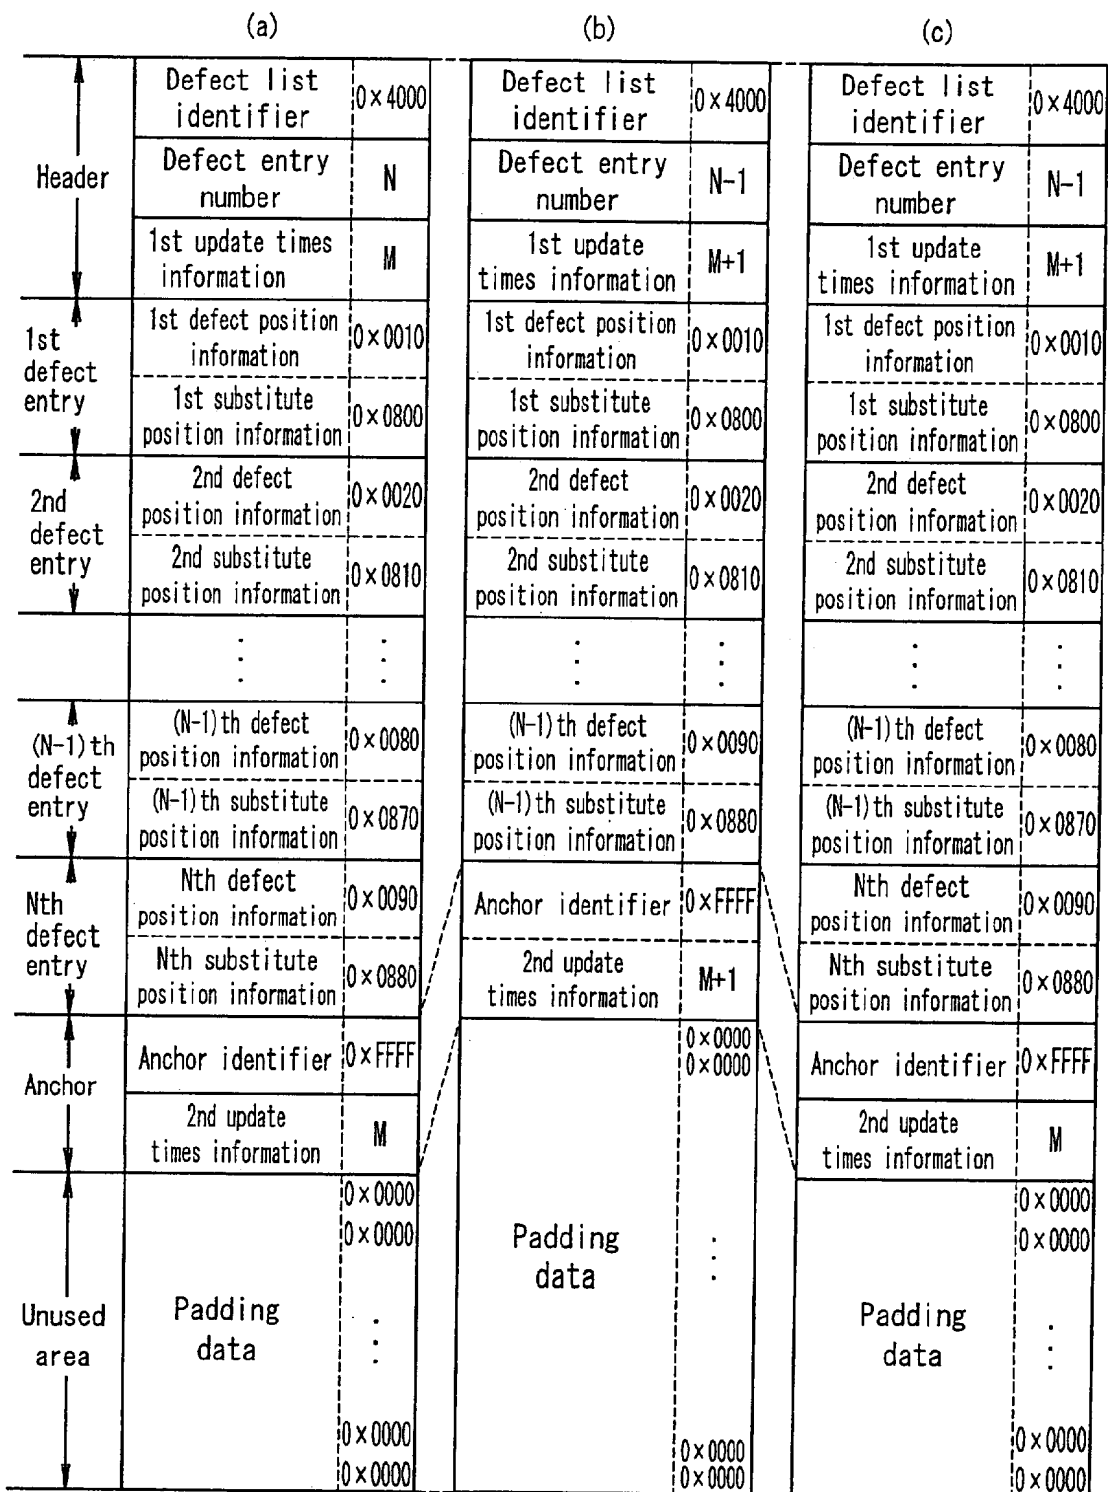 (a)
(b)
(c)
Header
1st
defect
entry
2nd
defect
entry
(N-1)th
defect
entry
Nth
defect
entry
Anchor
Unused
area
Defect list
identifier
0×4000
Defect entry
number
N
1st update times
information
M
1st defect position
information
0×0010
1st substitute
position information
0×0800
2nd defect
position information
0×0020
2nd substitute
position information
0×0810
(N-1)th defect
position information
0×0080
(N-1)th substitute
position information
0×0870
Nth defect
position information
0×0090
Nth substitute
position information
0×0880
Anchor identifier
0×FFFF
2nd update
times information
M
Padding
data
0×0000
0×0000
0×0000
0×0000
Defect list
identifier
0×4000
Defect entry
number
N-1
1st update
times information
M+1
1st defect position
information
0×0010
1st substitute
position information
0×0800
2nd defect
position information
0×0020
2nd substitute
position information
0×0810
(N-1)th defect
position information
0×0090
(N-1)th substitute
position information
0×0880
Anchor identifier
0×FFFF
2nd update
times information
M+1
Padding
data
0×0000
0×0000
0×0000
0×0000
Defect list
identifier
0×4000
Defect entry
number
N-1
1st update
times information
M+1
1st defect position
information
0×0010
1st substitute
position information
0×0800
2nd defect
position information
0×0020
2nd substitute
position information
0×0810
(N-1)th defect
position information
0×0080
(N-1)th substitute
position information
0×0870
Nth defect
position information
0×0090
Nth substitute
position information
0×0880
Anchor identifier
0×FFFF
2nd update
times information
M
Padding
data
0×0000
0×0000
0×0000
0×0000